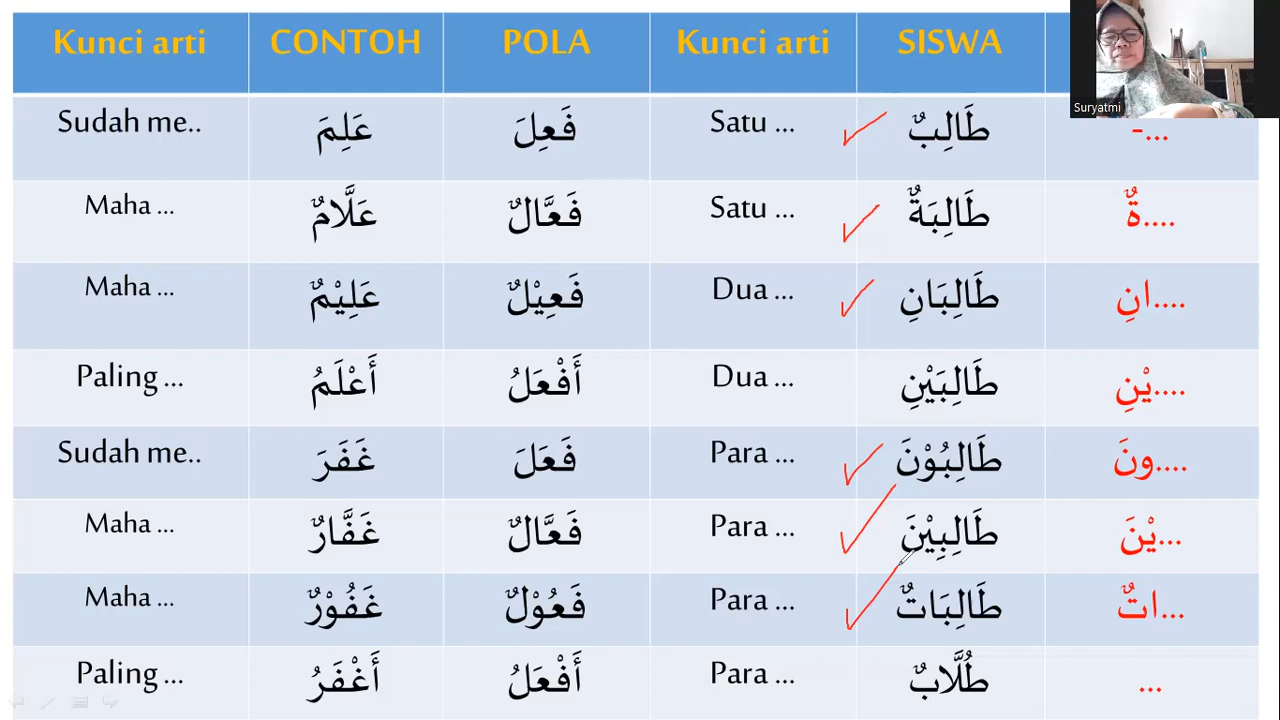 Kunci arti CONTOH POLA Kunci arti SISWA
Suryatmi
Sudah me.. عَلِمَ فَعِلَ Satu ... طَالِبٌ -...
Maha ... عَلَّامٌ فَعَّالٌ Satu ... طَالِبَةٌ ....ةٌ
Maha ... عَلِيْمٌ فَعِيْلٌ Dua ... طَالِبَانِ ....انِ
Paling ... أَعْلَمُ أَفْعَلُ Dua ... طَالِبَيْنِ ....يْنِ
Sudah me.. غَفَرَ فَعَلَ Para ... طَالِبُوْنَ ....ونَ
Maha ... غَفَّارٌ فَعَّالٌ Para ... طَالِبِيْنَ ...يْنَ
Maha ... غَفُوْرٌ فَعُوْلٌ Para ... طَالِبَاتٌ ...اتٌ
Paling ... أَغْفَرُ أَفْعَلُ Para ... طُلَّابٌ ...